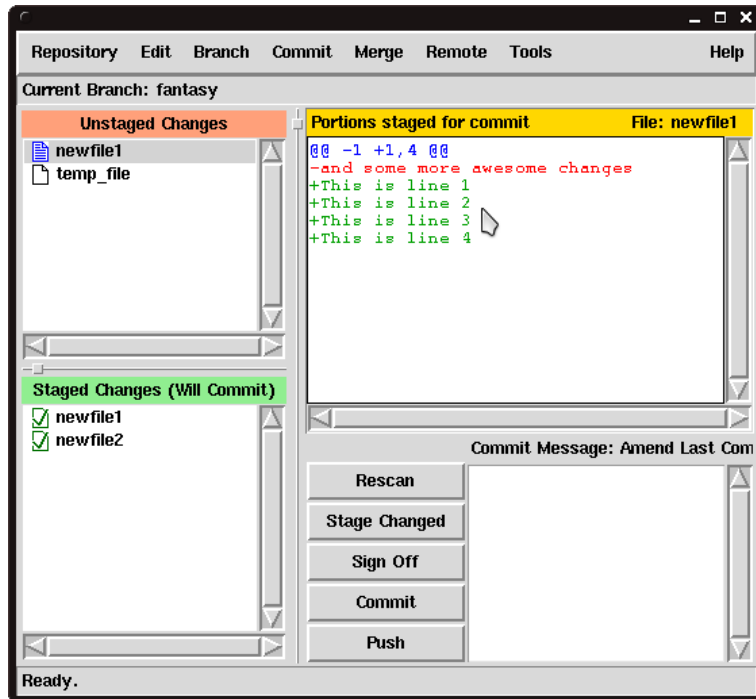 Repository Edit Branch Commit Merge Remote Tools Help
Current Branch: fantasy
Unstaged Changes
newfile1
temp_file
Staged Changes (Will Commit)
newfile1
newfile2
Portions staged for commit File: newfile1
@@ -1 +1,4 @@
-and some more awesome changes
+This is line 1
+This is line 2
+This is line 3
+This is line 4
Commit Message: Amend Last Com
Rescan
Stage Changed
Sign Off
Commit
Push
Ready.